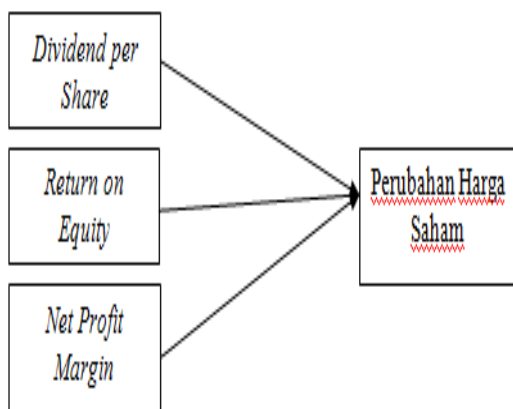 Dividend per
Share
Return on
Equity
Net Profit
Margin
Perubahan Harga
Saham